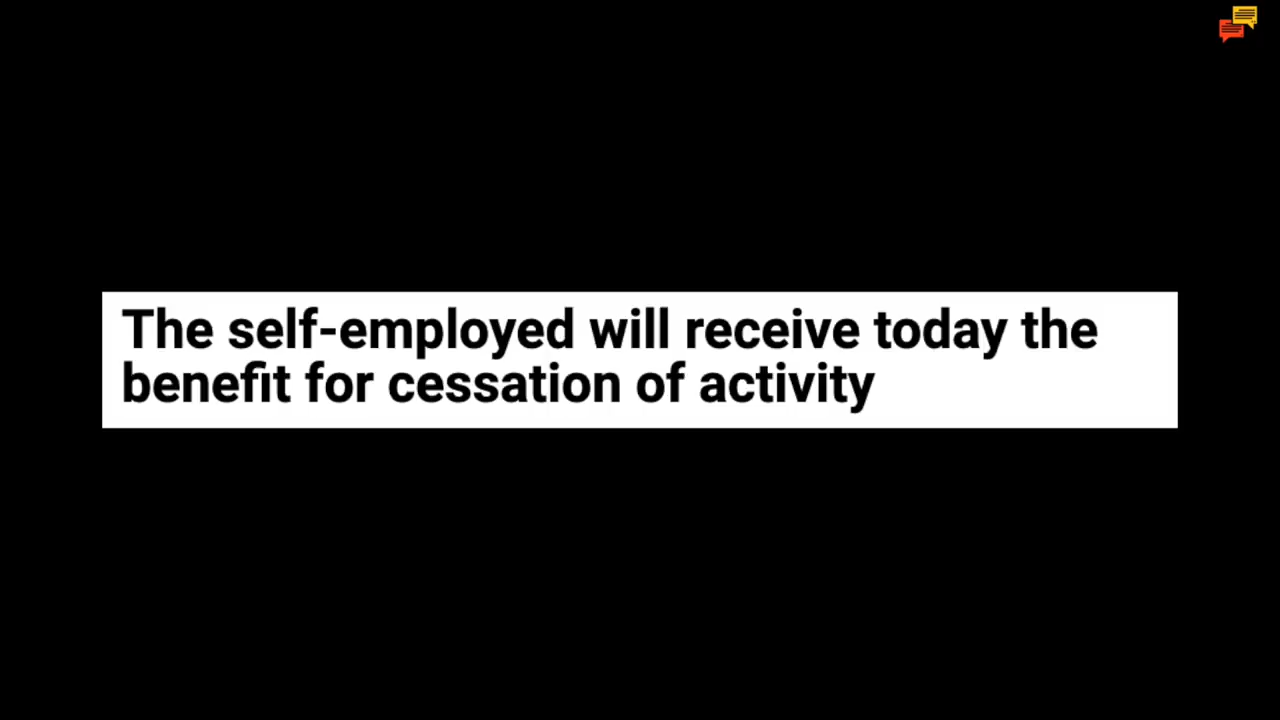 The self-employed will receive today the
benefit for cessation of activity